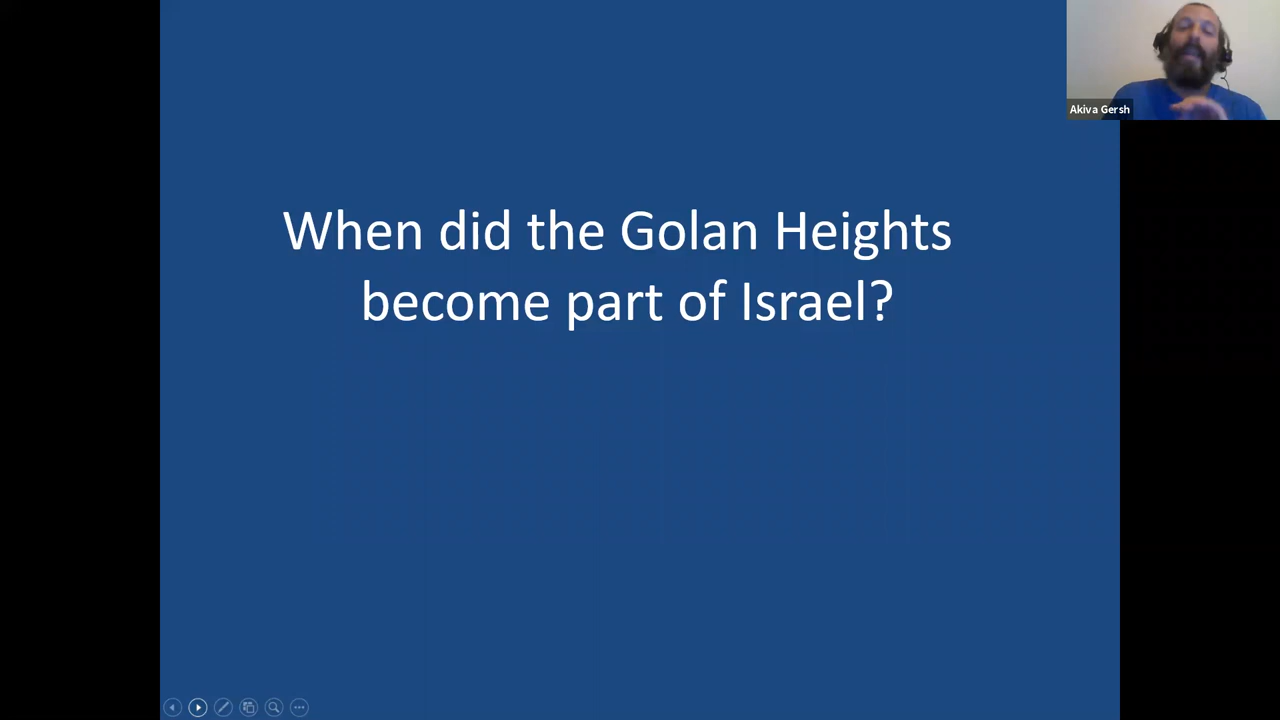 Akiva Gersh
When did the Golan Heights
become part of Israel?